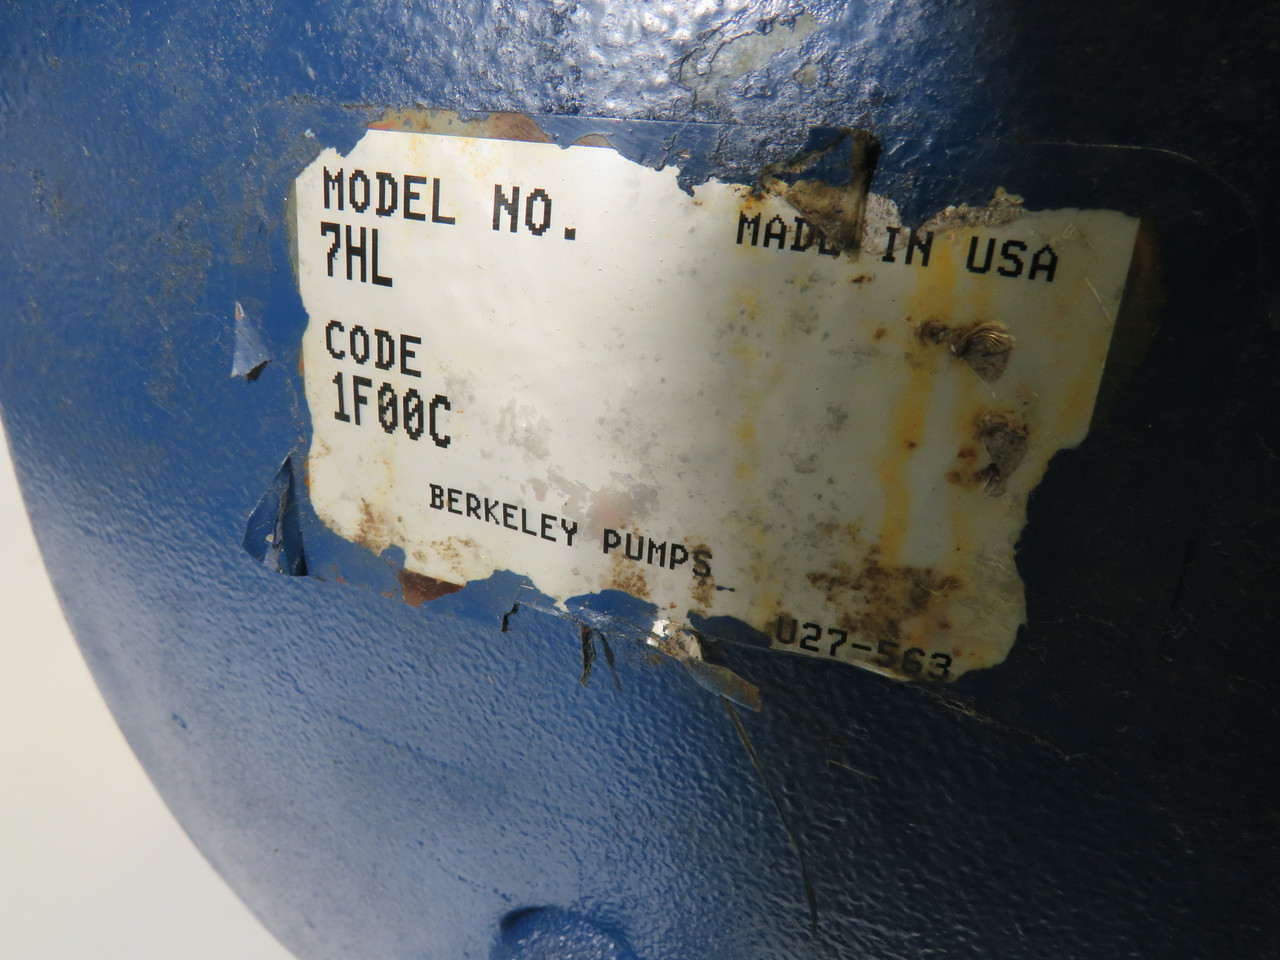 MODEL NO.
7HL
MADE IN USA
CODE
1F00C
BERKELEY PUMPS
U27-563